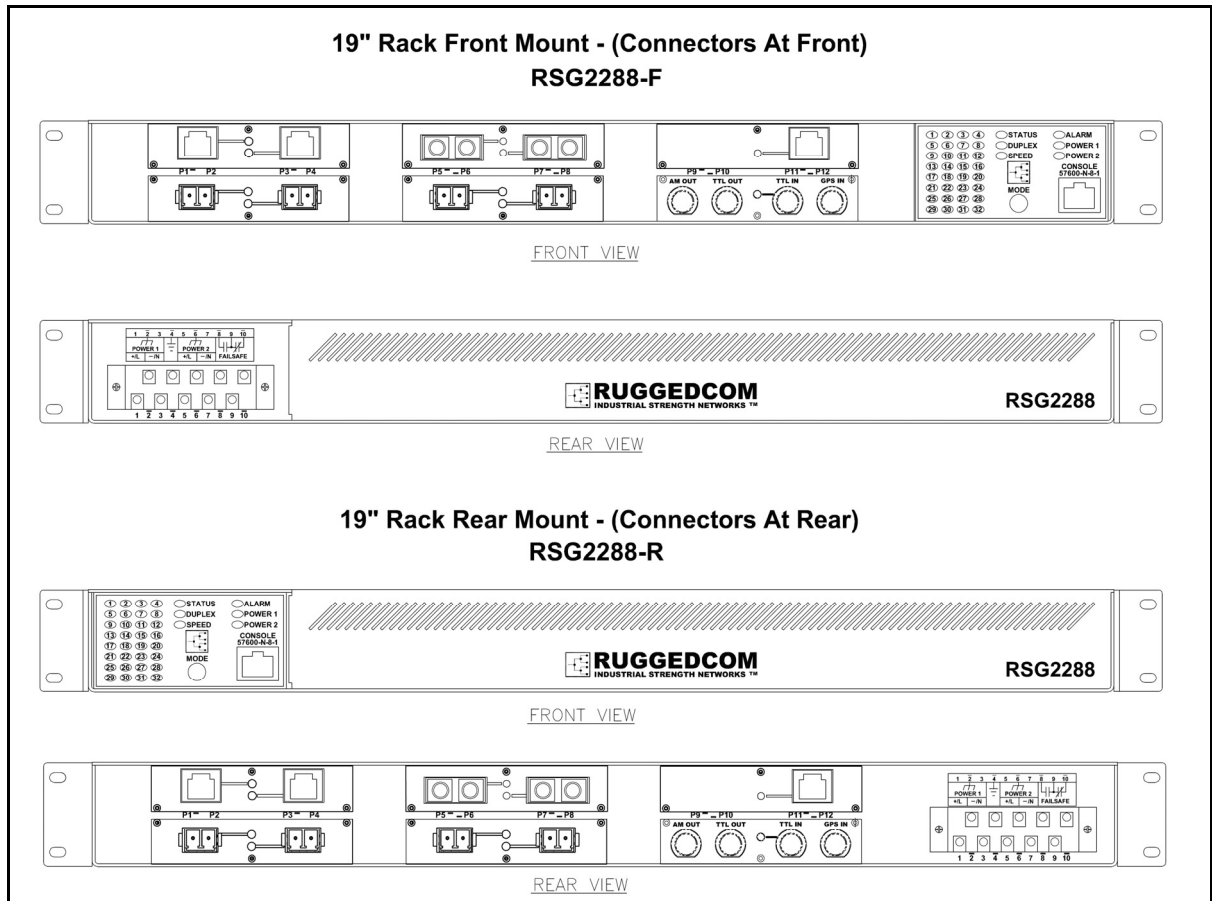 19" Rack Front Mount - (Connectors At Front)
RSG2288-F
1 2 3 4 STATUS ALARM
5 6 7 8 DUPLEX POWER 1
9 10 11 12 SPEED POWER 2
13 14 15 16 CONSOLE
17 18 19 20 57600-N-8-1
21 22 23 24 MODE
25 26 27 28
29 30 31 32
P1 P2 P3 P4 P5 P6 P7 P8 P9 P10 P11 P12
AM OUT TTL OUT TTL IN GPS IN
FRONT VIEW
1 2 3 4 5 6 7 8 9 10
POWER 1 POWER 2
+/L -/N +/L -/N FAILSAFE
1 2 3 4 5 6 7 8 9 10
RUGGEDCOM
INDUSTRIAL STRENGTH NETWORKS ™
RSG2288
REAR VIEW
19" Rack Rear Mount - (Connectors At Rear)
RSG2288-R
1 2 3 4 STATUS ALARM
5 6 7 8 DUPLEX POWER 1
9 10 11 12 SPEED POWER 2
13 14 15 16 CONSOLE
17 18 19 20 57600-N-8-1
21 22 23 24 MODE
25 26 27 28
29 30 31 32
RUGGEDCOM
INDUSTRIAL STRENGTH NETWORKS ™
RSG2288
FRONT VIEW
P1 P2 P3 P4 P5 P6 P7 P8 P9 P10 P11 P12
AM OUT TTL OUT TTL IN GPS IN
1 2 3 4 5 6 7 8 9 10
POWER 1 POWER 2
+/L -/N +/L -/N FAILSAFE
1 2 3 4 5 6 7 8 9 10
REAR VIEW